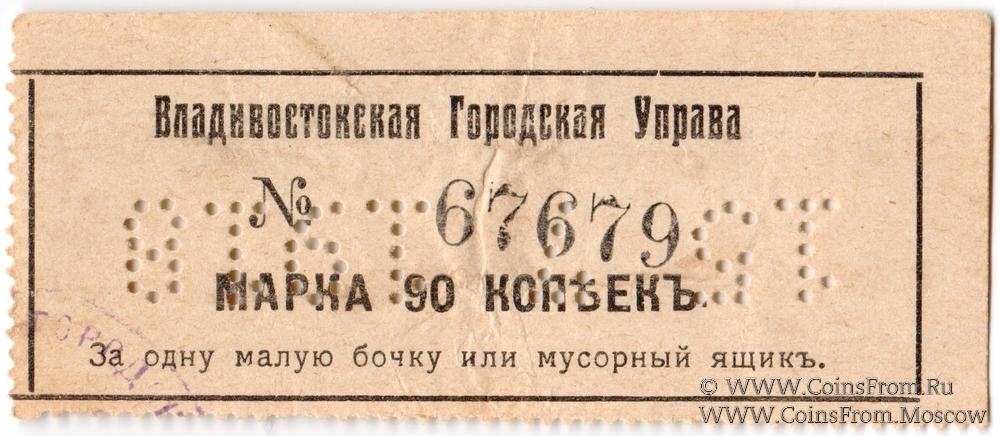 Владивостокская Городская Управа
№ 67679
МАРКА 90 КОПѢЕКЪ.
За одну малую бочку или мусорный ящикъ.
© WWW.CoinsFrom.Ru
WWW.CoinsFrom.Moscow